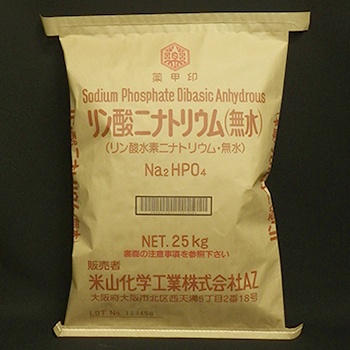 薬甲印
Sodium Phosphate Dibasic Anhydrous
リン酸二ナトリウム(無水)
(リン酸水素二ナトリウム・無水)
Na₂HPO₄
NET. 25kg
裏面の注意事項を参照下さい
販売者
米山化学工業株式会社AZ
大阪府大阪市北区西天満5丁目2番18号
LOT No.